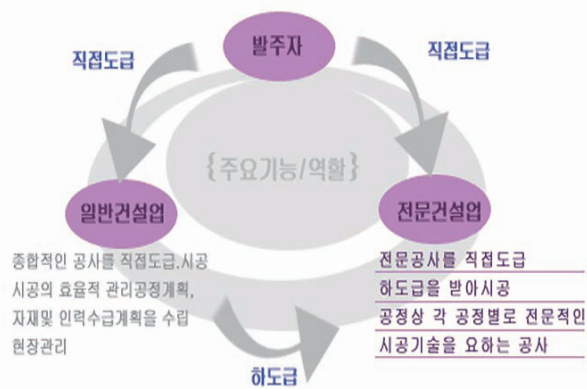 발주자
직접도급
직접도급
{주요기능/역활}
일반건설업
전문건설업
종합적인 공사를 직접도급.시공
시공의 효율적 관리공정계획,
자재및 인력수급계획을 수립
현장관리
전문공사를 직접도급
하도급을 받아시공
공정상 각 공정별로 전문적인
시공기술을 요하는 공사
하도급